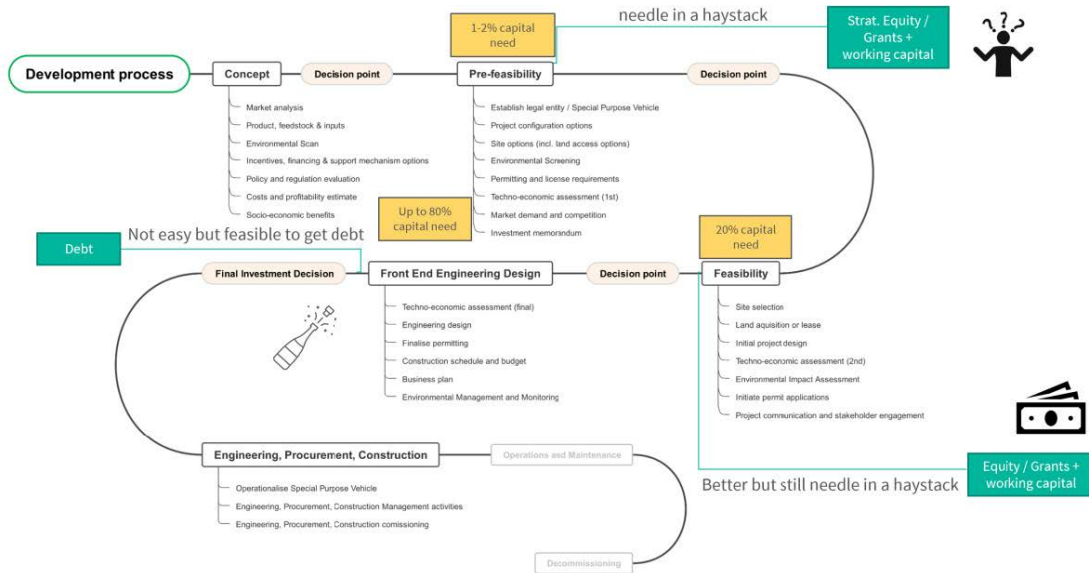 needle in a haystack
1-2% capital
need
Strat. Equity /
Grants +
working capital
? ? ?
Development process
Concept
Decision point
Pre-feasibility
Decision point
Market analysis
Product, feedstock & inputs
Environmental Scan
Incentives, financing & support mechanism options
Policy and regulation evaluation
Costs and profitability estimate
Socio-economic benefits
Establish legal entity / Special Purpose Vehicle
Project configuration options
Site options (incl. land access options)
Environmental Screening
Permitting and license requirements
Techno-economic assessment (1st)
Market demand and competition
Investment memorandum
Up to 80%
capital need
20% capital
need
Debt
Not easy but feasible to get debt
Final Investment Decision
Front End Engineering Design
Decision point
Feasibility
Techno-economic assessment (final)
Engineering design
Finalise permitting
Construction schedule and budget
Business plan
Environmental Management and Monitoring
Site selection
Land aquisition or lease
Initial project design
Techno-economic assessment (2nd)
Environmental Impact Assessment
Initiate permit applications
Project communication and stakeholder engagement
Engineering, Procurement, Construction
Operations and Maintenance
Operationalise Special Purpose Vehicle
Engineering, Procurement, Construction Management activities
Engineering, Procurement, Construction comissioning
Better but still needle in a haystack
Equity / Grants +
working capital
Decommissioning